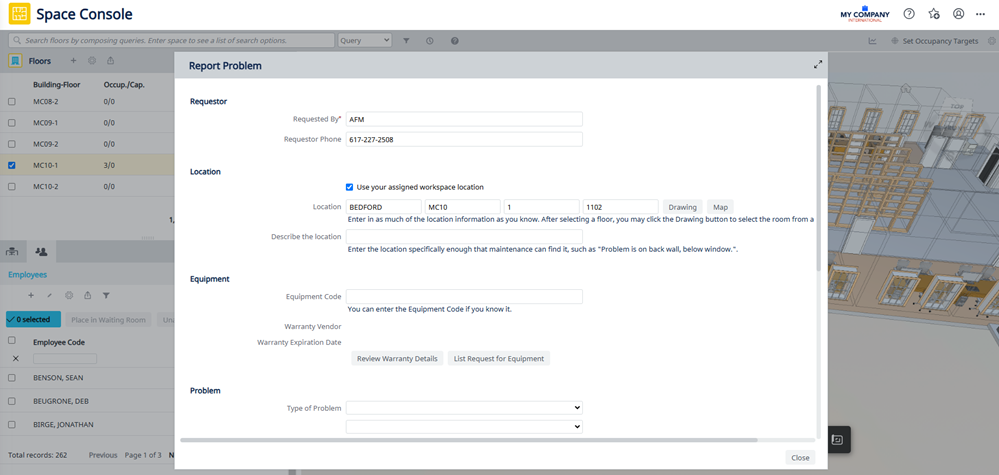 Space Console
MY COMPANY
INTERNATIONAL
Search floors by composing queries. Enter space to see a list of search options.
Query
Set Occupancy Targets
Floors
Building-Floor Occup./Cap.
MC08-2 0/0
MC09-1 0/0
MC09-2 0/0
MC10-1 3/0
MC10-2 0/0
1,
Employees
0 selected Place in Waiting Room Una
Employee Code
BENSON, SEAN
BEUGRONE, DEB
BIRGE, JONATHAN
Total records: 262 Previous Page 1 of 3 N
Report Problem
Requestor
Requested By* AFM
Requestor Phone 617-227-2508
Location
Use your assigned workspace location
Location BEDFORD MC10 1 1102 Drawing Map
Enter in as much of the location information as you know. After selecting a floor, you may click the Drawing button to select the room from a
Describe the location
Enter the location specifically enough that maintenance can find it, such as "Problem is on back wall, below window.".
Equipment
Equipment Code
You can enter the Equipment Code if you know it.
Warranty Vendor
Warranty Expiration Date
Review Warranty Details List Request for Equipment
Problem
Type of Problem
Close